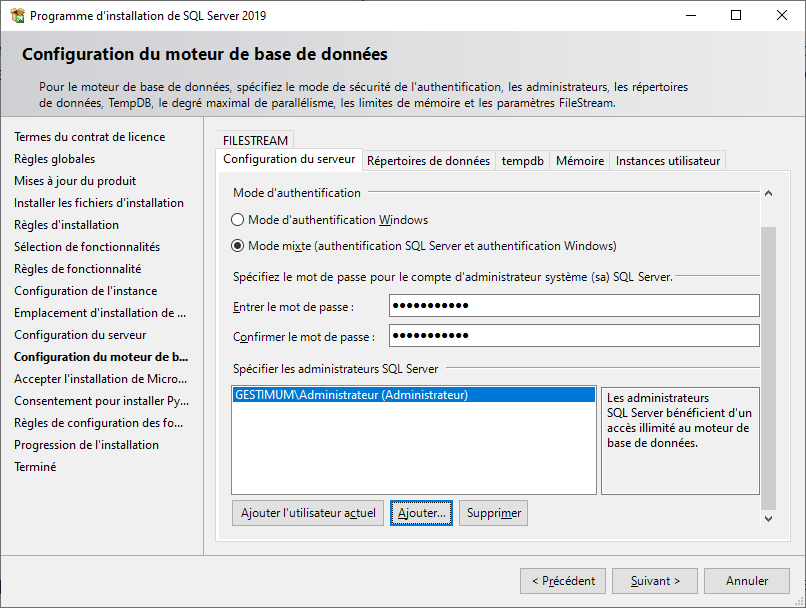 Programme d'installation de SQL Server 2019
Configuration du moteur de base de données
Pour le moteur de base de données, spécifiez le mode de sécurité de l'authentification, les administrateurs, les répertoires
de données, TempDB, le degré maximal de parallélisme, les limites de mémoire et les paramètres FileStream.
Termes du contrat de licence
Règles globales
Mises à jour du produit
Installer les fichiers d'installation
Règles d'installation
Sélection de fonctionnalités
Règles de fonctionnalité
Configuration de l'instance
Emplacement d'installation de ...
Configuration du serveur
Configuration du moteur de b...
Accepter l'installation de Micro...
Consentement pour installer Py...
Règles de configuration des fo...
Progression de l'installation
Terminé
FILESTREAM
Configuration du serveur
Répertoires de données
tempdb
Mémoire
Instances utilisateur
Mode d'authentification
Mode d'authentification Windows
Mode mixte (authentification SQL Server et authentification Windows)
Spécifiez le mot de passe pour le compte d'administrateur système (sa) SQL Server.
Entrer le mot de passe :
●●●●●●●●●●●
Confirmer le mot de passe :
●●●●●●●●●●●
Spécifier les administrateurs SQL Server
GESTIMUM\Administrateur (Administrateur)
Les administrateurs
SQL Server bénéficient d'un
accès illimité au moteur de
base de données.
Ajouter l'utilisateur actuel
Ajouter...
Supprimer
< Précédent
Suivant >
Annuler